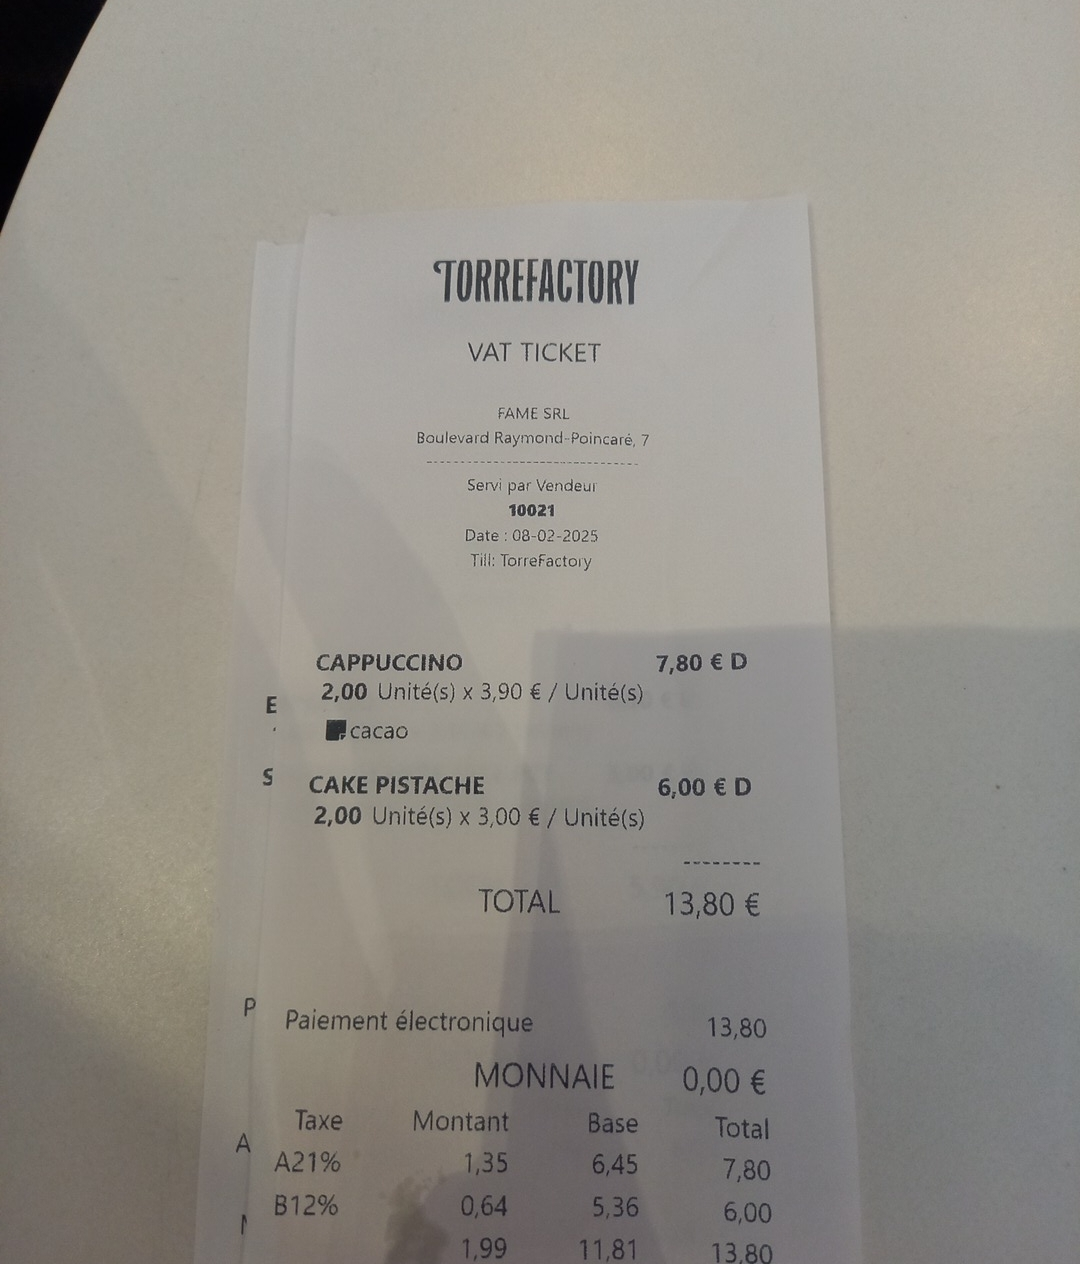 TORREFACTORY
VAT TICKET
FAME SRL
Boulevard Raymond-Poincaré, 7
------------------------------
Servi par Vendeur
10021
Date : 08-02-2025
Till: TorreFactory
CAPPUCCINO 7,80 € D
2,00 Unité(s) x 3,90 € / Unité(s)
cacao
E
S
CAKE PISTACHE 6,00 € D
2,00 Unité(s) x 3,00 € / Unité(s)
--------
TOTAL 13,80 €
P
Paiement électronique 13,80
MONNAIE 0,00 €
Taxe Montant Base Total
A
A21% 1,35 6,45 7,80
B12% 0,64 5,36 6,00
1,99 11,81 13,80